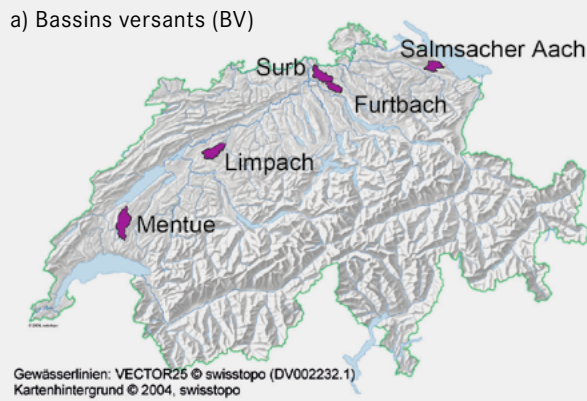 a) Bassins versants (BV)
Salmsacher Aach
Surb
Furtbach
Limpach
Mentue
Gewässerlinien: VECTOR25 © swisstopo (DV002232.1)
Kartenhintergrund © 2004, swisstopo